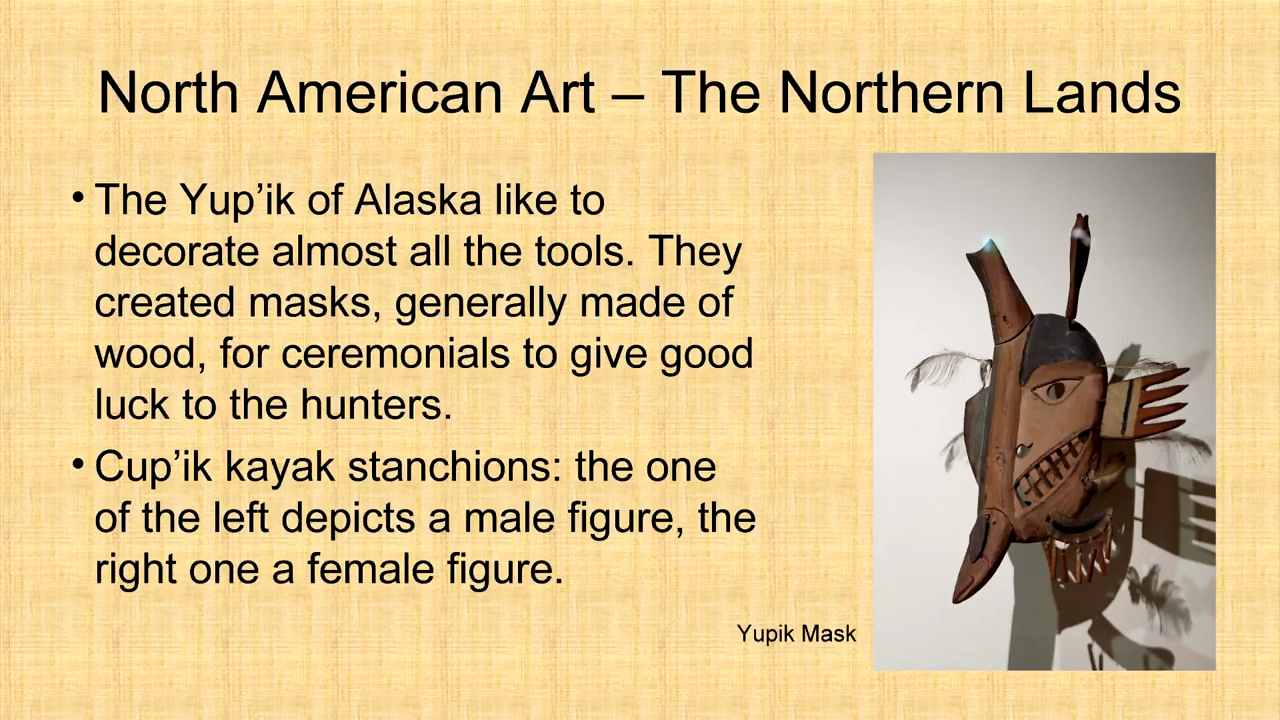 North American Art – The Northern Lands
• The Yup’ik of Alaska like to
decorate almost all the tools. They
created masks, generally made of
wood, for ceremonials to give good
luck to the hunters.
• Cup’ik kayak stanchions: the one
of the left depicts a male figure, the
right one a female figure.
Yupik Mask